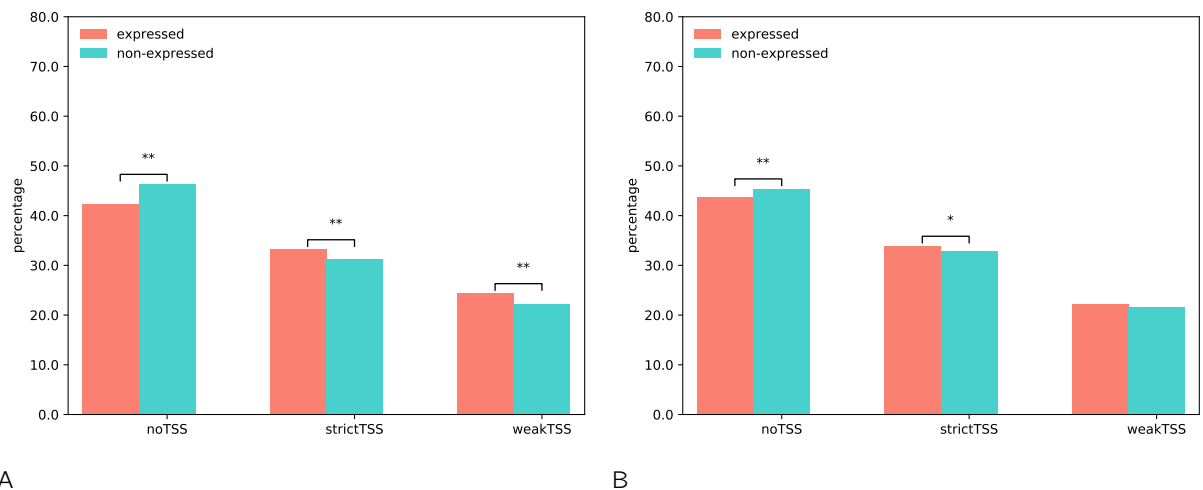 80.0
70.0
60.0
50.0
40.0
30.0
20.0
10.0
0.0
percentage
expressed
non-expressed
**
**
**
noTSS strictTSS weakTSS
A
80.0
70.0
60.0
50.0
40.0
30.0
20.0
10.0
0.0
percentage
expressed
non-expressed
**
*
noTSS strictTSS weakTSS
B